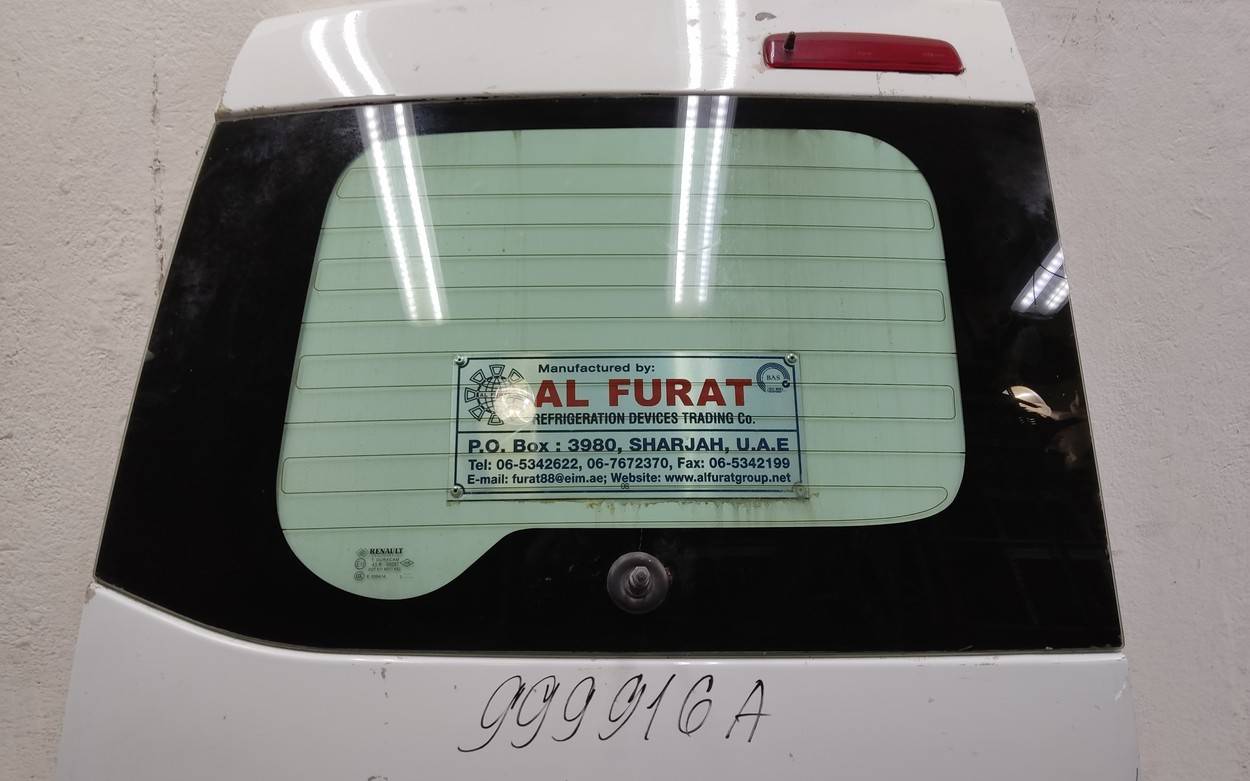 Manufactured by:
AL FURAT
BAS
REFRIGERATION DEVICES TRADING Co.
P.O. Box : 3980, SHARJAH, U.A.E
Tel: 06-5342622, 06-7672370, Fax: 06-5342199
E-mail: furat88@eim.ae; Website: www.alfuratgroup.net
RENAULT
999916A